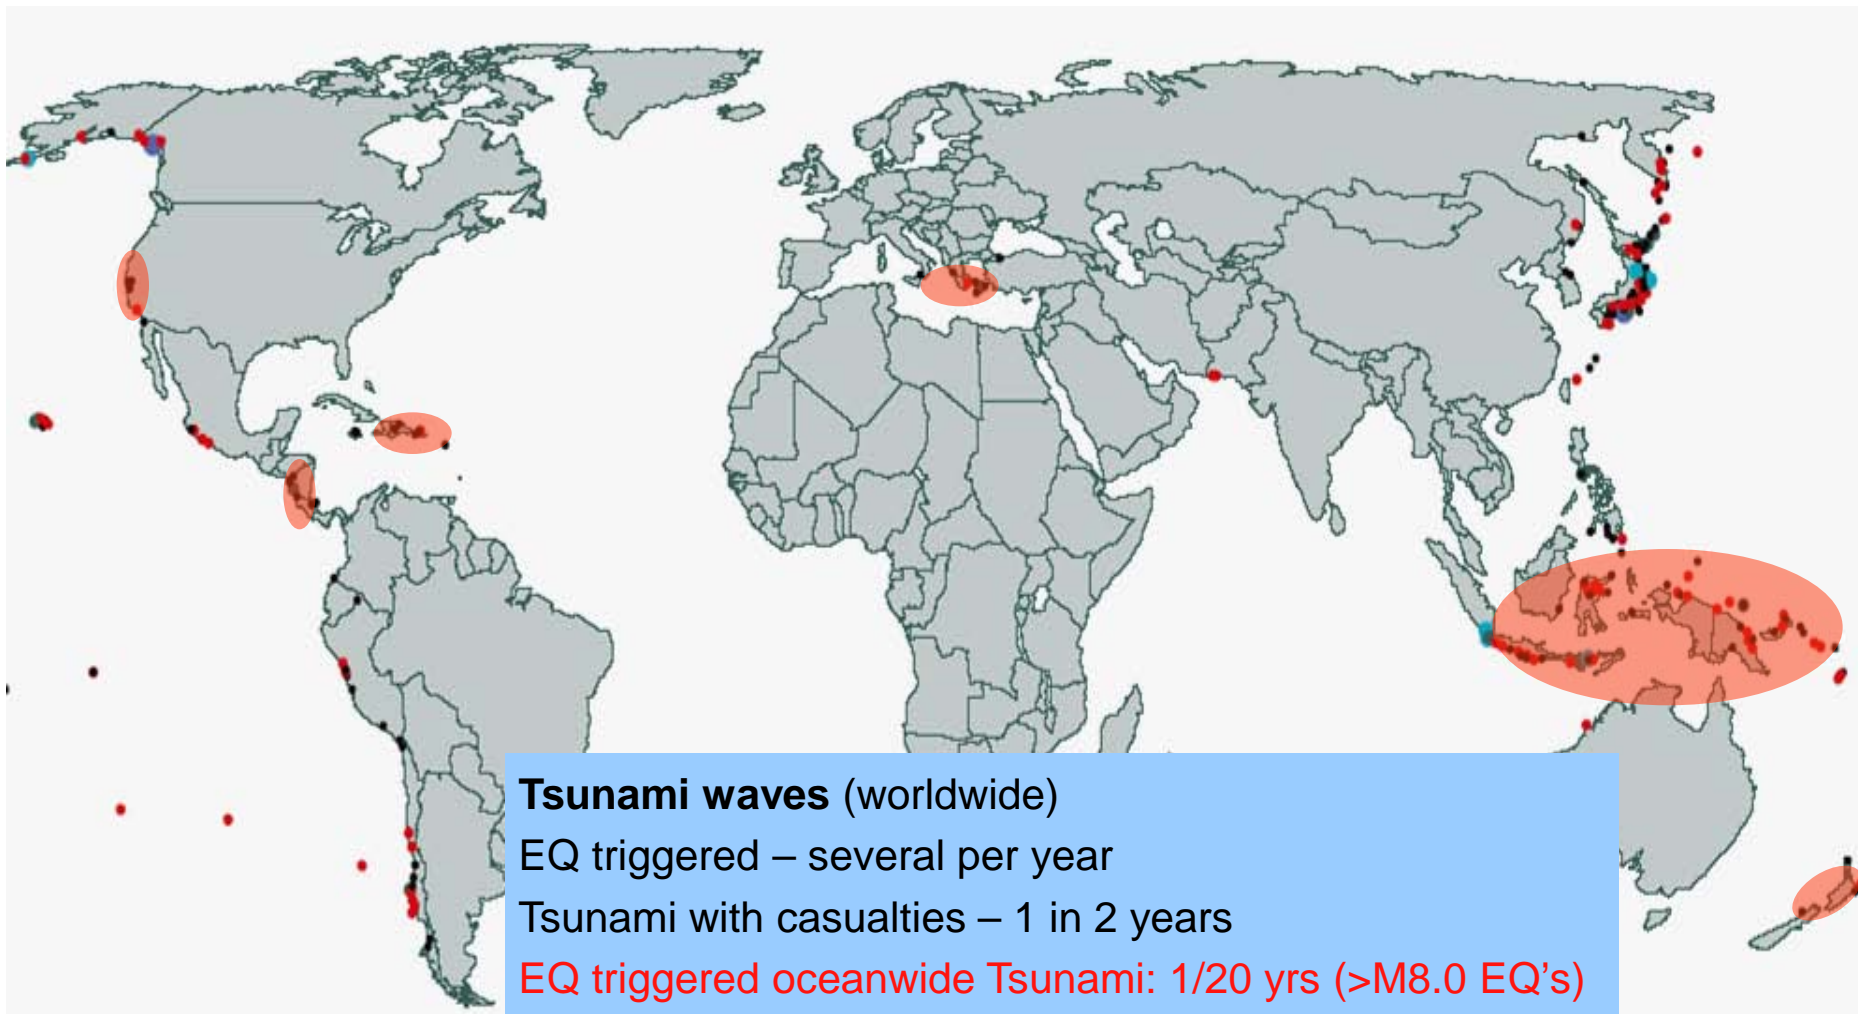 Tsunami waves (worldwide)
EQ triggered – several per year
Tsunami with casualties – 1 in 2 years
EQ triggered oceanwide Tsunami: 1/20 yrs (>M8.0 EQ’s)